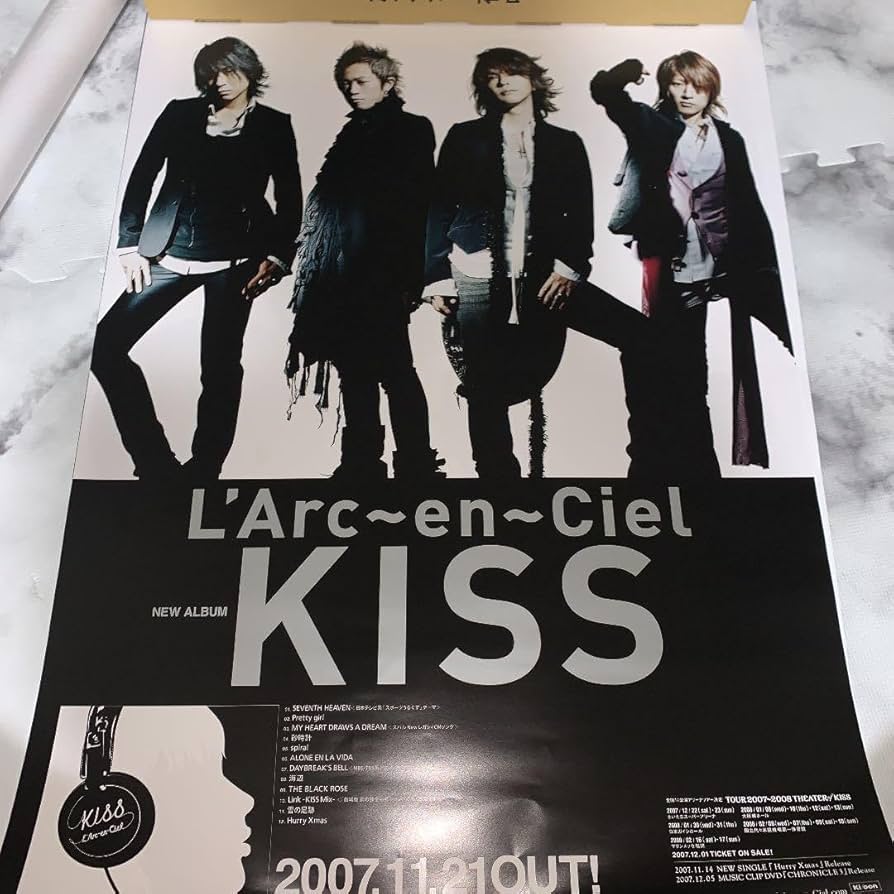 L'Arc~en~Ciel
NEW ALBUM
KISS
01. SEVENTH HEAVEN
02. Pretty girl
03. MY HEART DRAWS A DREAM
04.砂時計
05. spiral
06. ALONE EN LA VIDA
07. DAYBREAK'S BELL
08. 海辺
09. THE BLACK ROSE
10. Link -KISS Mix-
11. 雪の足跡
12. Hurry Xmas
KISS
L'Arc~en~Ciel
2007.11.21OUT!
TOUR 2007~2008 THEATER of KISS
2007.12.01 TICKET ON SALE!
2007.11.14 NEW SINGLE『Hurry Xmas』Release
2007.12.05 MUSIC CLIP DVD『CHRONICLE 3』Release
Ki/oon